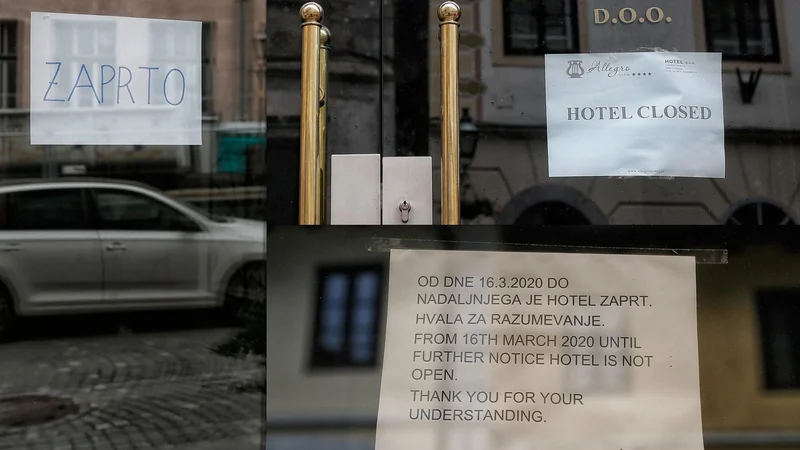 ZAPRTO
D.O.O.
Allegro
HOTEL
HOTEL CLOSED
OD DNE 16.3.2020 DO
NADALJNJEGA JE HOTEL ZAPRT.
HVALA ZA RAZUMEVANJE.
FROM 16TH MARCH 2020 UNTIL
FURTHER NOTICE HOTEL IS NOT
OPEN.
THANK YOU FOR YOUR
UNDERSTANDING.